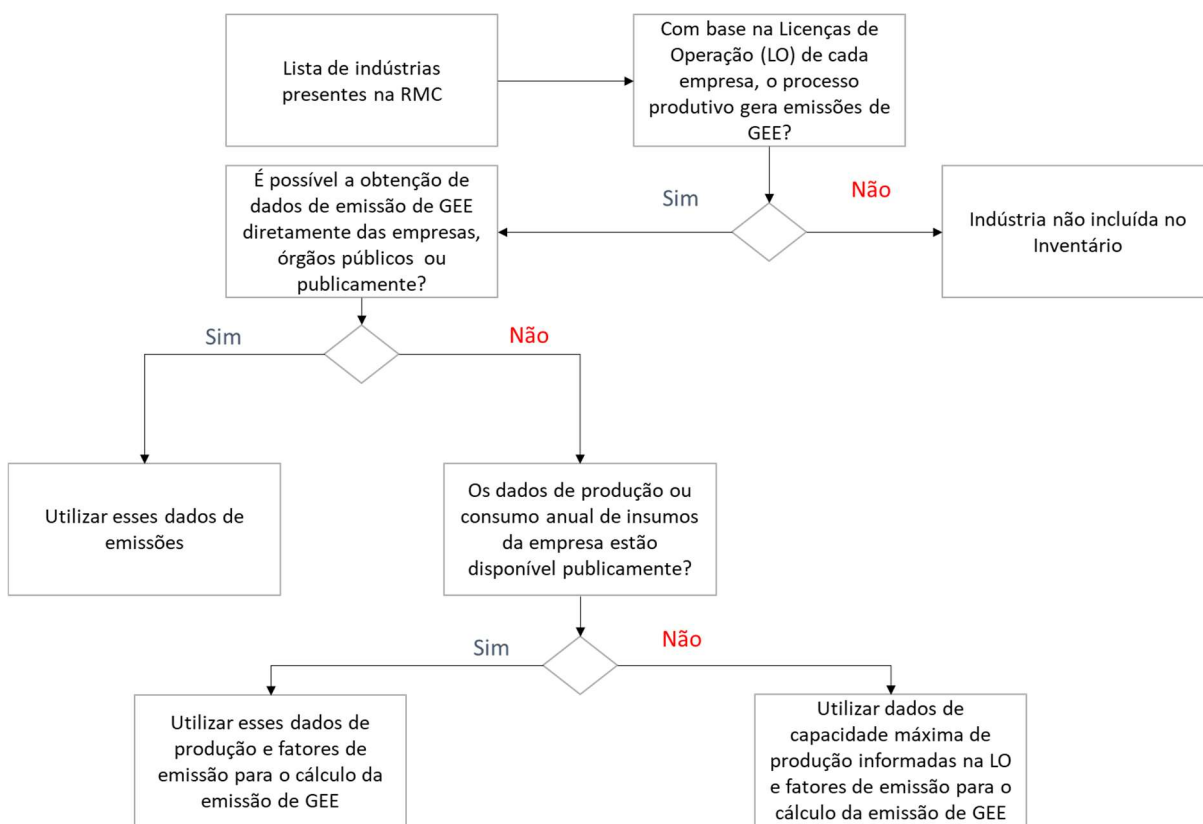 Lista de indústrias
presentes na RMC
Com base na Licenças de
Operação (LO) de cada
empresa, o processo
produtivo gera emissões de
GEE?
É possível a obtenção de
dados de emissão de GEE
diretamente das empresas,
órgãos públicos ou
publicamente?
Sim
Não
Indústria não incluída no
Inventário
Sim
Não
Utilizar esses dados de
emissões
Os dados de produção ou
consumo anual de insumos
da empresa estão
disponível publicamente?
Sim
Não
Utilizar esses dados de
produção e fatores de
emissão para o cálculo da
emissão de GEE
Utilizar dados de
capacidade máxima de
produção informadas na LO
e fatores de emissão para o
cálculo da emissão de GEE